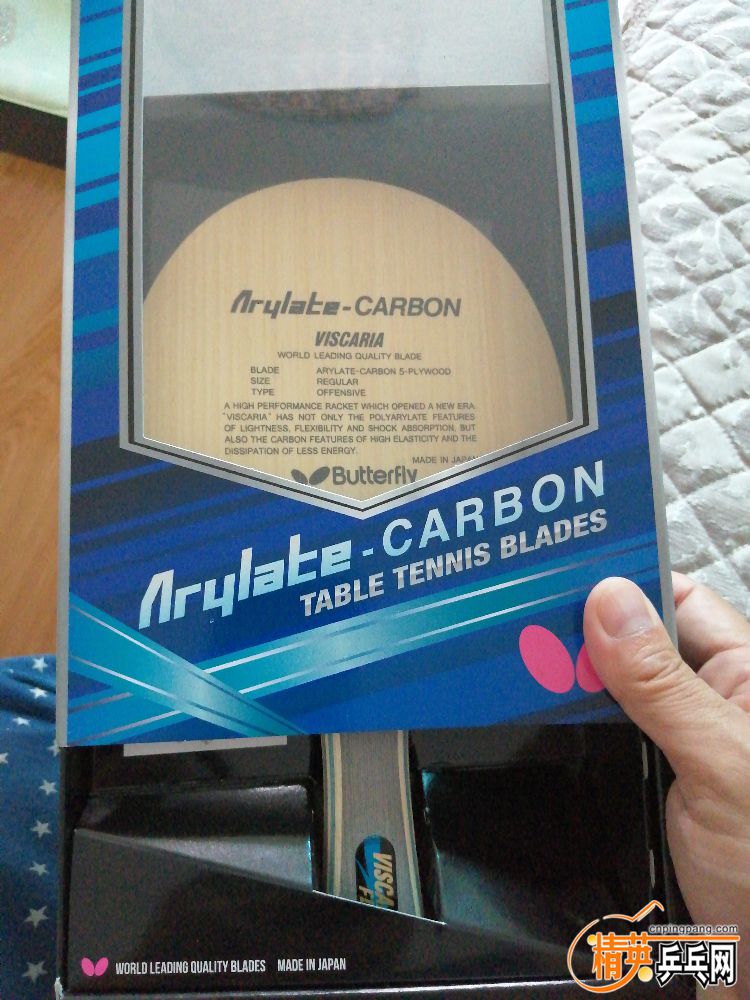 Arylate-CARBON
VISCARIA
WORLD LEADING QUALITY BLADE
BLADE ARYLATE-CARBON 5-PLYWOOD
SIZE REGULAR
TYPE OFFENSIVE
A HIGH PERFORMANCE RACKET WHICH OPENED A NEW ERA
"VISCARIA" HAS NOT ONLY THE POLYARYLATE FEATURES
OF LIGHTNESS, FLEXIBILITY AND SHOCK ABSORPTION, BUT
ALSO THE CARBON FEATURES OF HIGH ELASTICITY AND THE
DISSIPATION OF LESS ENERGY.
MADE IN JAPAN
Butterfly
Arylate-CARBON
TABLE TENNIS BLADES
VISCA
WORLD LEADING QUALITY BLADES MADE IN JAPAN
cnpingpang.com
精英乒乓网